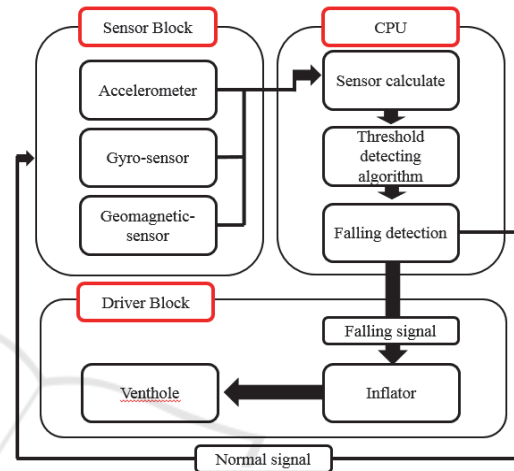 Sensor Block
CPU
Accelerometer
Sensor calculate
Gyro-sensor
Threshold
detecting
algorithm
Geomagnetic-
sensor
Falling detection
Driver Block
Falling signal
Venthole
Inflator
Normal signal